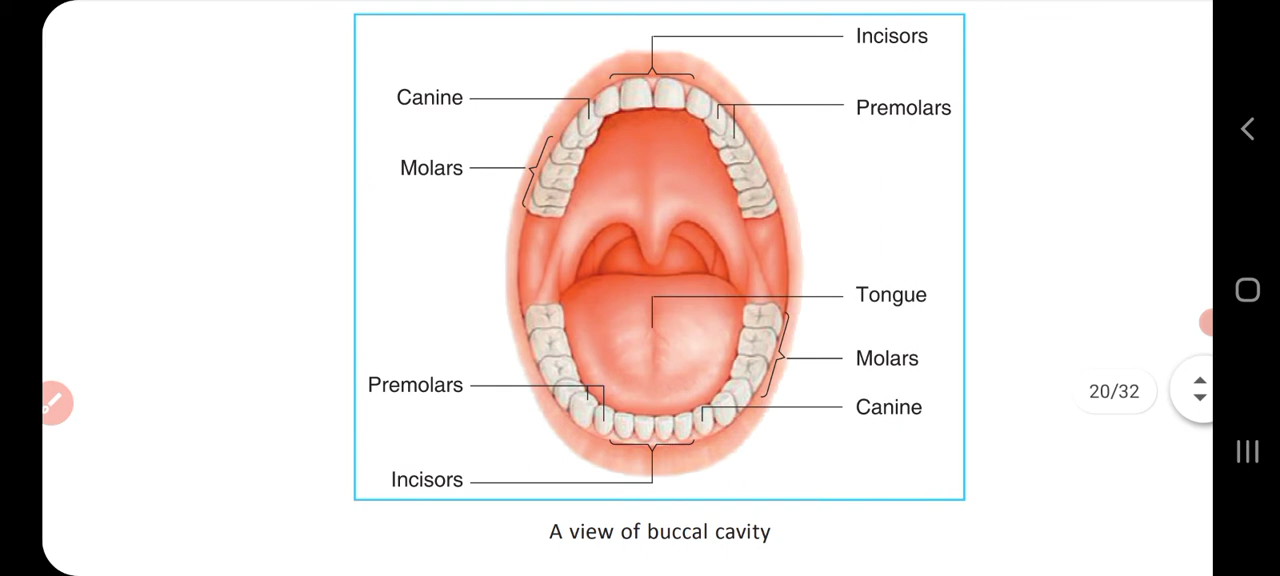 Incisors
Canine
Premolars
Molars
Tongue
Molars
Premolars
Canine
Incisors
20/32
A view of buccal cavity